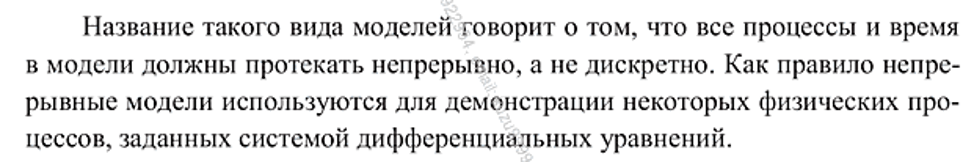 Название такого вида моделей говорит о том, что все процессы и время
в модели должны протекать непрерывно, а не дискретно. Как правило непре-
рывные модели используются для демонстрации некоторых физических про-
цессов, заданных системой дифференциальных уравнений.